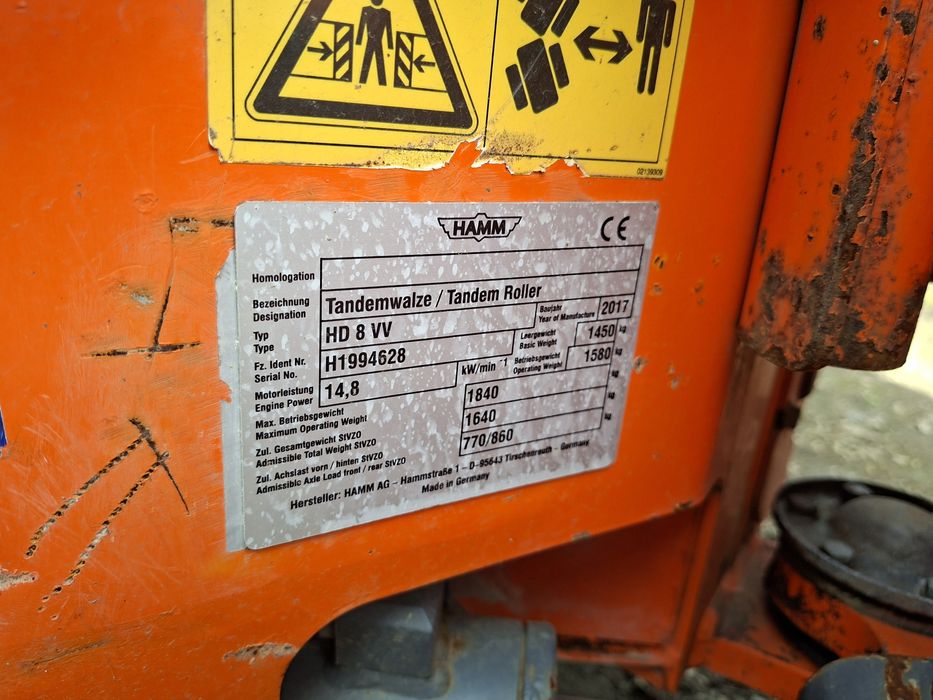 02139309
HAMM CE
Homologation
Bezeichnung
Designation
Tandemwalze / Tandem Roller
Typ
Type
HD 8 VV
Baujahr
Year of Manufacture
2017
Fz. Ident Nr.
Serial No.
H1994628
Leergewicht
Basic Weight
1450 kg
Motorleistung
Engine Power
14,8 kW/min⁻¹
Betriebsgewicht
Operating Weight
1580 kg
Max. Betriebsgewicht
Maximum Operating Weight
1840 kg
Zul. Gesamtgewicht StVZO
Admissible Total Weight StVZO
1640 kg
Zul. Achslast vorn / hinten StVZO
Admissible Axle Load front / rear StVZO
770/860 kg
Hersteller: HAMM AG - Hammstraße 1 - D-95643 Tirschenreuth - Germany
Made in Germany